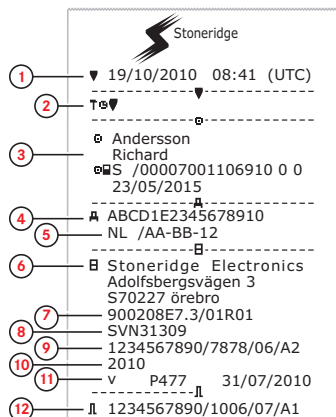 Stoneridge
1 ▼ 19/10/2010 08:41 (UTC)
2
3 Andersson
Richard
S /00007001106910 0 0
23/05/2015
4 ABCD1E2345678910
5 NL /AA-BB-12
6 Stoneridge Electronics
Adolfsbergsvägen 3
S70227 örebro
7 900208E7.3/01R01
8 SVN31309
9 1234567890/7878/06/A2
10 2010
11 v P477 31/07/2010
12 1234567890/1006/07/A1